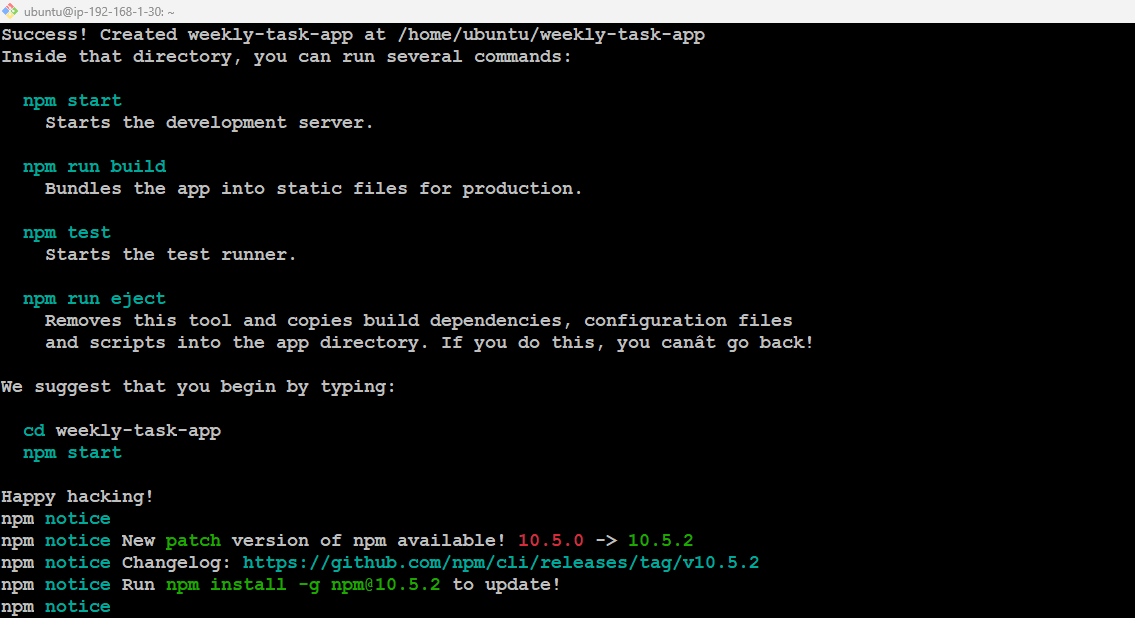 ubuntu@ip-192-168-1-30: ~
Success! Created weekly-task-app at /home/ubuntu/weekly-task-app
Inside that directory, you can run several commands:
npm start
Starts the development server.
npm run build
Bundles the app into static files for production.
npm test
Starts the test runner.
npm run eject
Removes this tool and copies build dependencies, configuration files
and scripts into the app directory. If you do this, you canât go back!
We suggest that you begin by typing:
cd weekly-task-app
npm start
Happy hacking!
npm notice
npm notice New patch version of npm available! 10.5.0 -> 10.5.2
npm notice Changelog: https://github.com/npm/cli/releases/tag/v10.5.2
npm notice Run npm install -g npm@10.5.2 to update!
npm notice